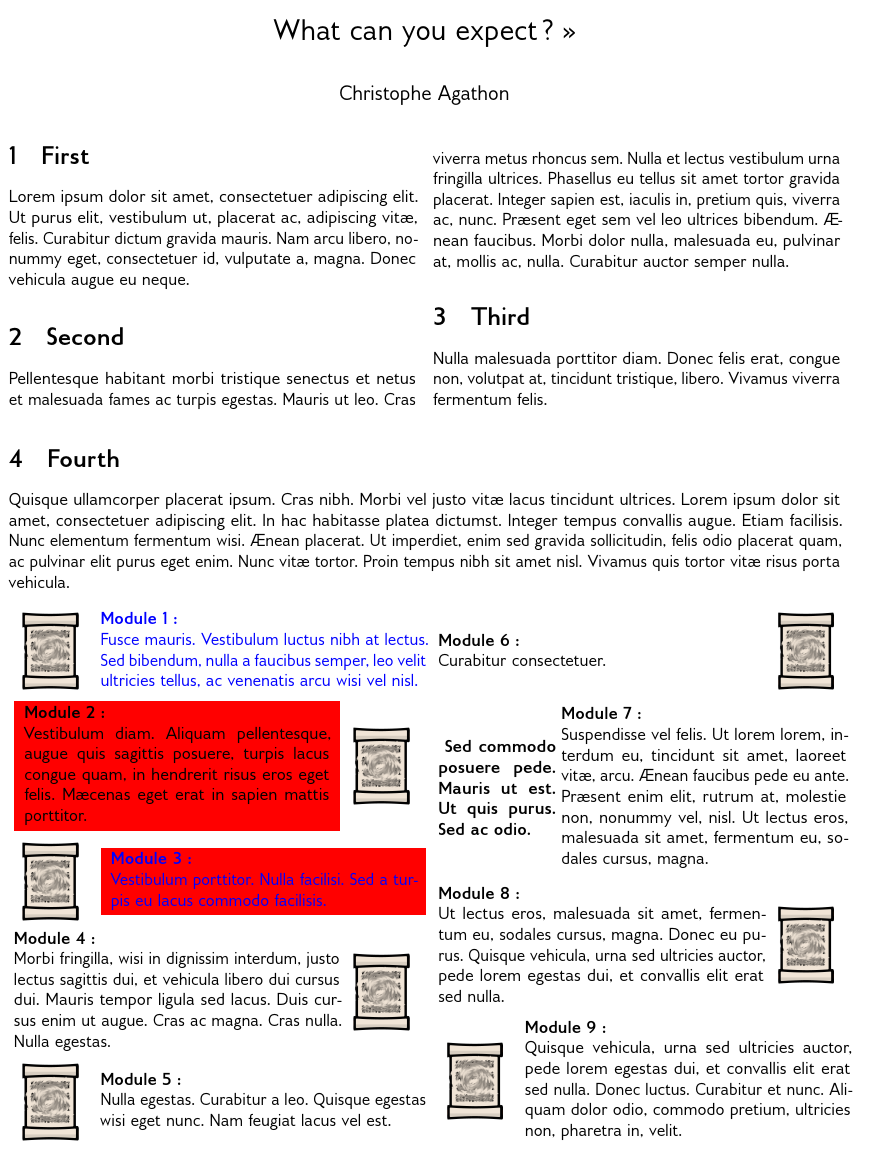 What can you expect ? »
Christophe Agathon
1 First
Lorem ipsum dolor sit amet, consectetuer adipiscing elit.
Ut purus elit, vestibulum ut, placerat ac, adipiscing vitæ,
felis. Curabitur dictum gravida mauris. Nam arcu libero, no-
nummy eget, consectetuer id, vulputate a, magna. Donec
vehicula augue eu neque.
2 Second
Pellentesque habitant morbi tristique senectus et netus
et malesuada fames ac turpis egestas. Mauris ut leo. Cras
viverra metus rhoncus sem. Nulla et lectus vestibulum urna
fringilla ultrices. Phasellus eu tellus sit amet tortor gravida
placerat. Integer sapien est, iaculis in, pretium quis, viverra
ac, nunc. Præsent eget sem vel leo ultrices bibendum. Æ-
nean faucibus. Morbi dolor nulla, malesuada eu, pulvinar
at, mollis ac, nulla. Curabitur auctor semper nulla.
3 Third
Nulla malesuada porttitor diam. Donec felis erat, congue
non, volutpat at, tincidunt tristique, libero. Vivamus viverra
fermentum felis.
4 Fourth
Quisque ullamcorper placerat ipsum. Cras nibh. Morbi vel justo vitæ lacus tincidunt ultrices. Lorem ipsum dolor sit
amet, consectetuer adipiscing elit. In hac habitasse platea dictumst. Integer tempus convallis augue. Etiam facilisis.
Nunc elementum fermentum wisi. Ænean placerat. Ut imperdiet, enim sed gravida sollicitudin, felis odio placerat quam,
ac pulvinar elit purus eget enim. Nunc vitæ tortor. Proin tempus nibh sit amet nisl. Vivamus quis tortor vitæ risus porta
vehicula.
Module 1 :
Fusce mauris. Vestibulum luctus nibh at lectus.
Sed bibendum, nulla a faucibus semper, leo velit
ultricies tellus, ac venenatis arcu wisi vel nisl.
Module 2 :
Vestibulum diam. Aliquam pellentesque,
augue quis sagittis posuere, turpis lacus
congue quam, in hendrerit risus eros eget
felis. Mæcenas eget erat in sapien mattis
porttitor.
Module 3 :
Vestibulum porttitor. Nulla facilisi. Sed a tur-
pis eu lacus commodo facilisis.
Module 4 :
Morbi fringilla, wisi in dignissim interdum, justo
lectus sagittis dui, et vehicula libero dui cursus
dui. Mauris tempor ligula sed lacus. Duis cur-
sus enim ut augue. Cras ac magna. Cras nulla.
Nulla egestas.
Module 5 :
Nulla egestas. Curabitur a leo. Quisque egestas
wisi eget nunc. Nam feugiat lacus vel est.
Module 6 :
Curabitur consectetuer.
Sed commodo
posuere pede.
Mauris ut est.
Ut quis purus.
Sed ac odio.
Module 7 :
Suspendisse vel felis. Ut lorem lorem, in-
terdum eu, tincidunt sit amet, laoreet
vitæ, arcu. Ænean faucibus pede eu ante.
Præsent enim elit, rutrum at, molestie
non, nonummy vel, nisl. Ut lectus eros,
malesuada sit amet, fermentum eu, so-
dales cursus, magna.
Module 8 :
Ut lectus eros, malesuada sit amet, fermen-
tum eu, sodales cursus, magna. Donec eu pu-
rus. Quisque vehicula, urna sed ultricies auctor,
pede lorem egestas dui, et convallis elit erat
sed nulla.
Module 9 :
Quisque vehicula, urna sed ultricies auctor,
pede lorem egestas dui, et convallis elit erat
sed nulla. Donec luctus. Curabitur et nunc. Ali-
quam dolor odio, commodo pretium, ultricies
non, pharetra in, velit.